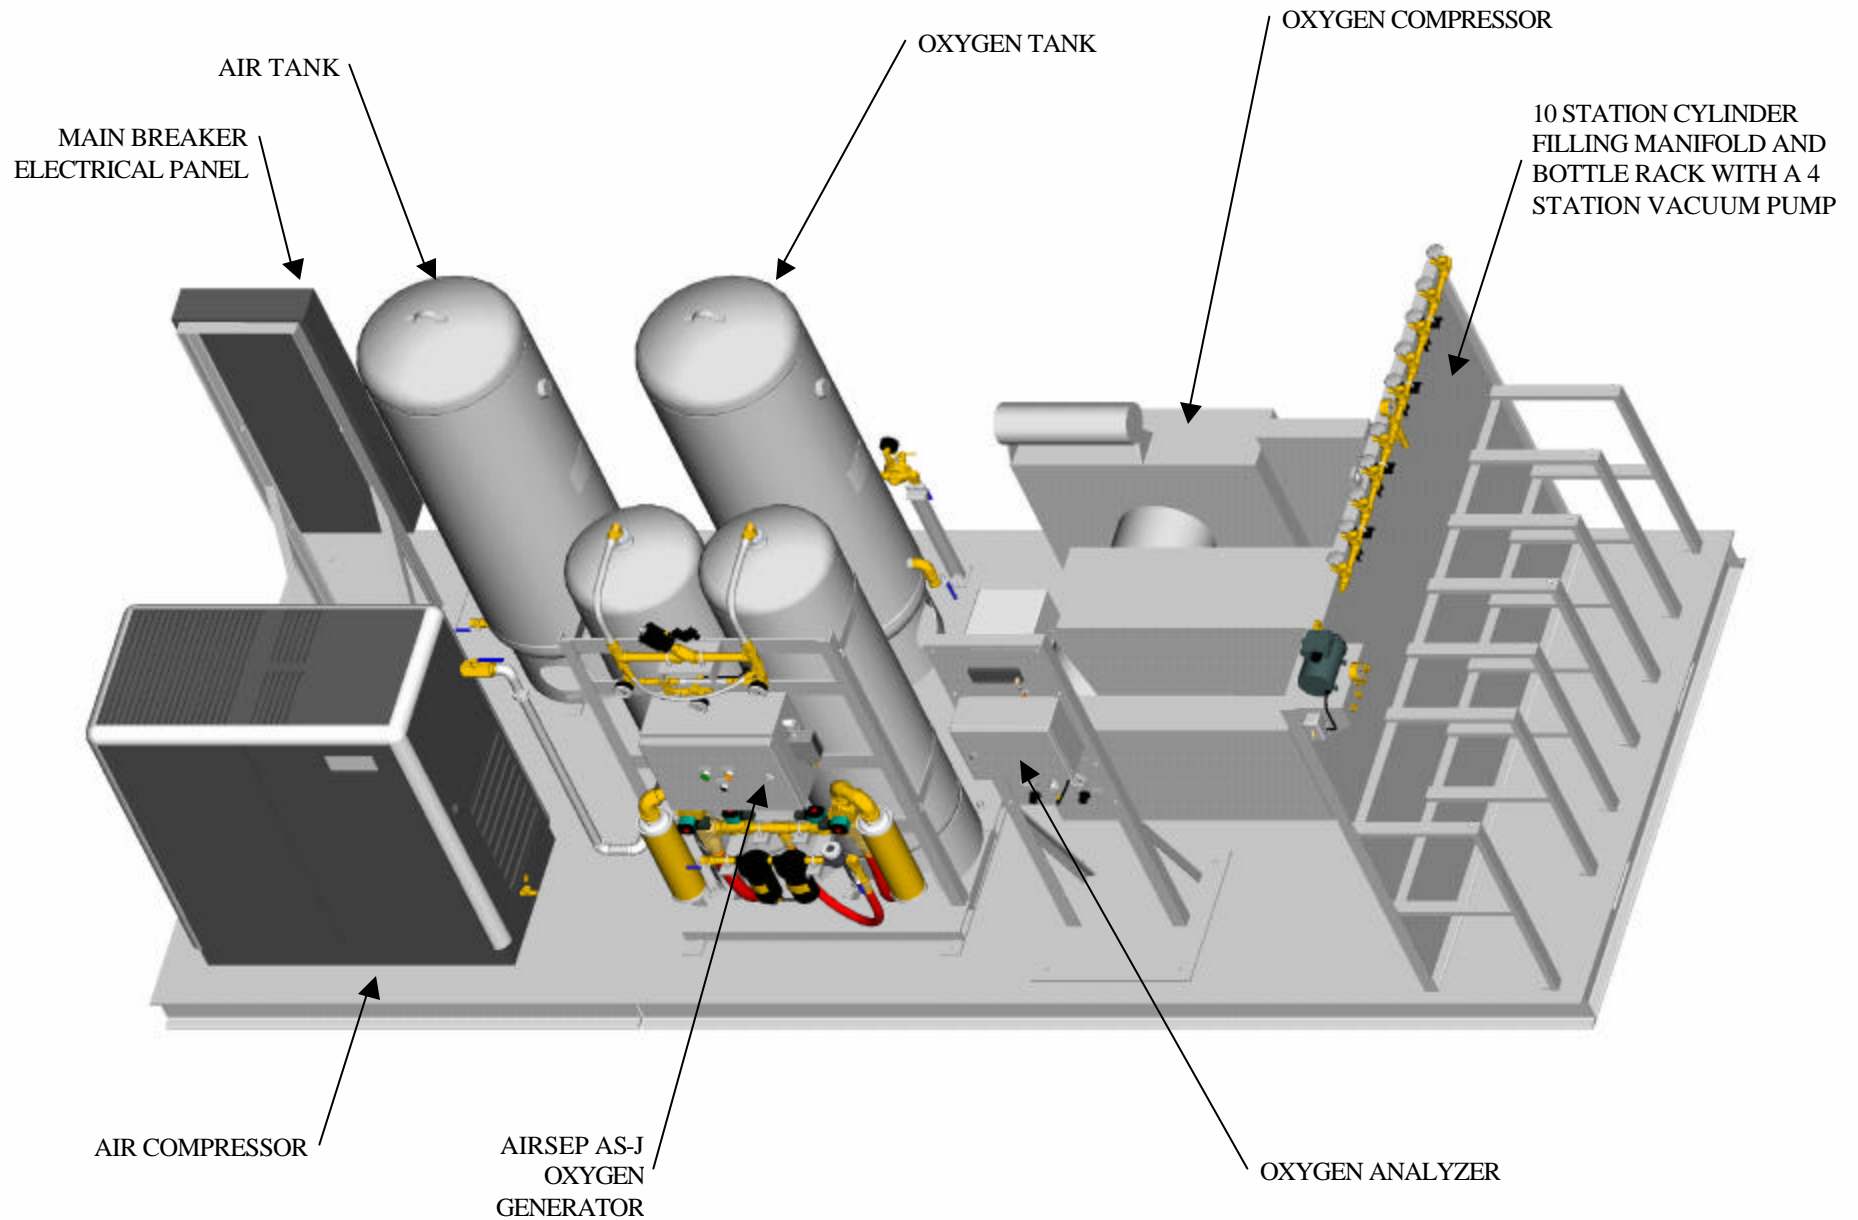 OXYGEN COMPRESSOR
OXYGEN TANK
AIR TANK
10 STATION CYLINDER
FILLING MANIFOLD AND
BOTTLE RACK WITH A 4
STATION VACUUM PUMP
MAIN BREAKER
ELECTRICAL PANEL
AIR COMPRESSOR
AIRSEP AS-J
OXYGEN
GENERATOR
OXYGEN ANALYZER